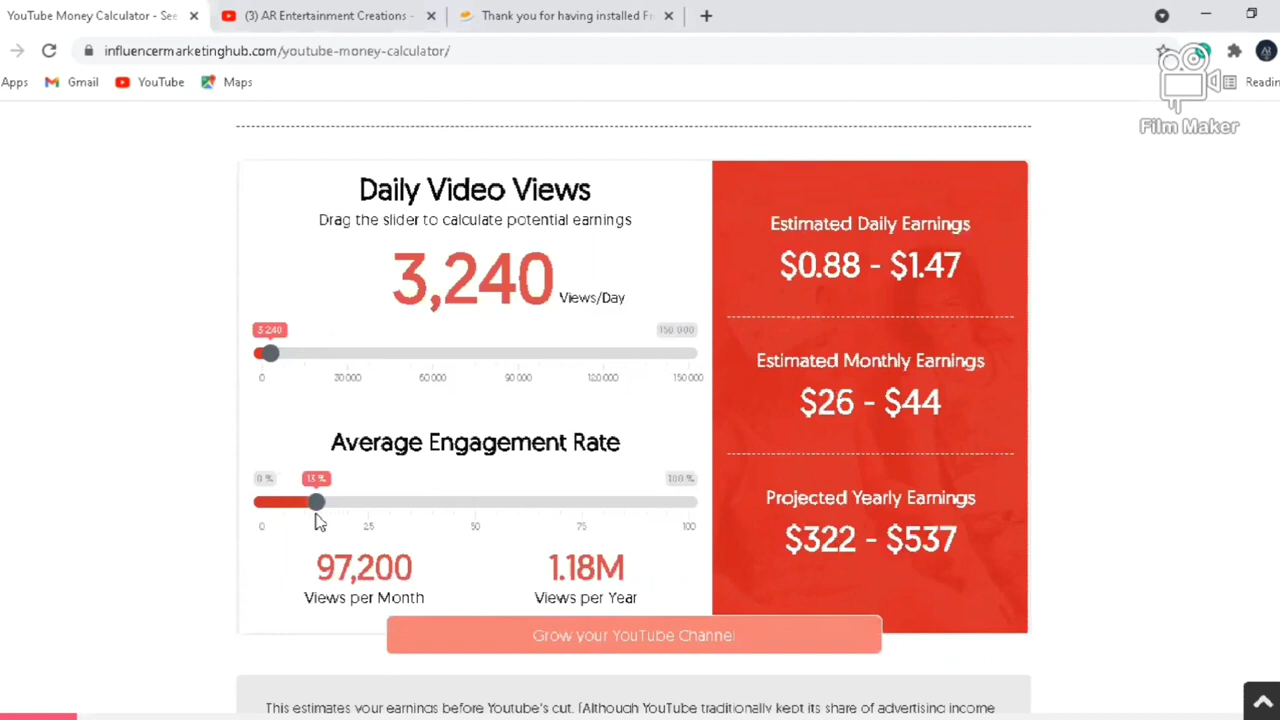 YouTube Money Calculator - See
(3) AR Entertainment Creations -
Thank you for having installed Fr
influencermarketinghub.com/youtube-money-calculator/
Apps
Gmail
YouTube
Maps
Readin
Film Maker
Daily Video Views
Drag the slider to calculate potential earnings
3,240 Views/Day
3 240
150 000
0 30 000 60 000 90 000 120 000 150 000
Average Engagement Rate
0 %
13 %
100 %
0 25 50 75 100
97,200
Views per Month
1.18M
Views per Year
Estimated Daily Earnings
$0.88 - $1.47
Estimated Monthly Earnings
$26 - $44
Projected Yearly Earnings
$322 - $537
Grow your YouTube Channel
This estimates your earnings before Youtube's cut. (Although YouTube traditionally kept its share of advertising income